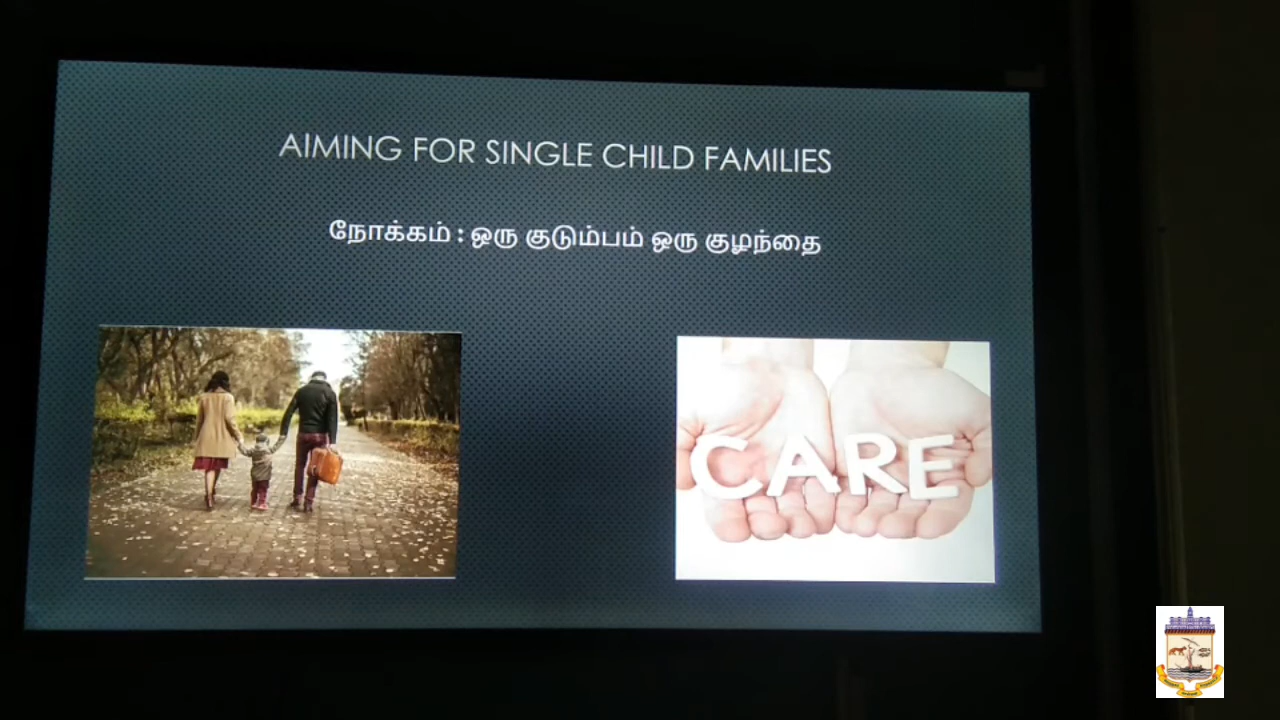 AIMING FOR SINGLE CHILD FAMILIES
நோக்கம் : ஒரு குடும்பம் ஒரு குழந்தை
CARE